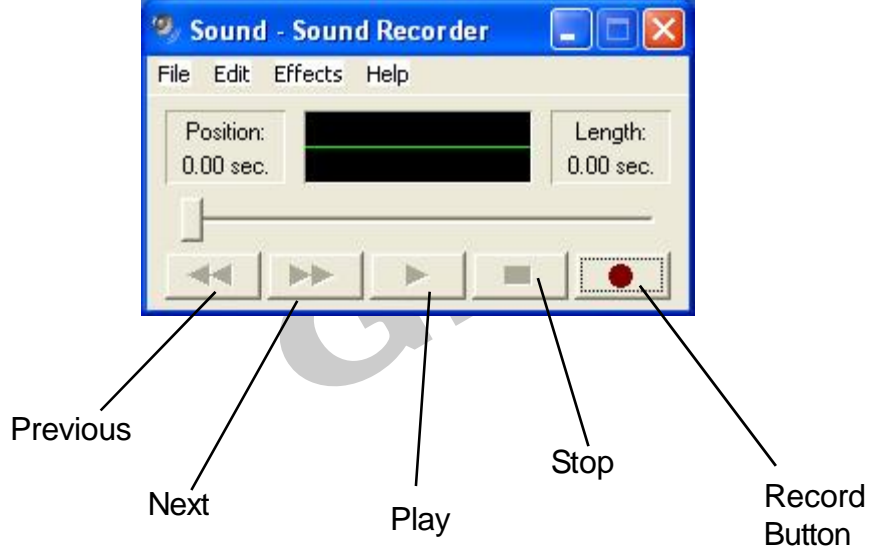 Sound - Sound Recorder
File Edit Effects Help
Position:
0.00 sec.
Length:
0.00 sec.
Previous
Next
Play
Stop
Record
Button